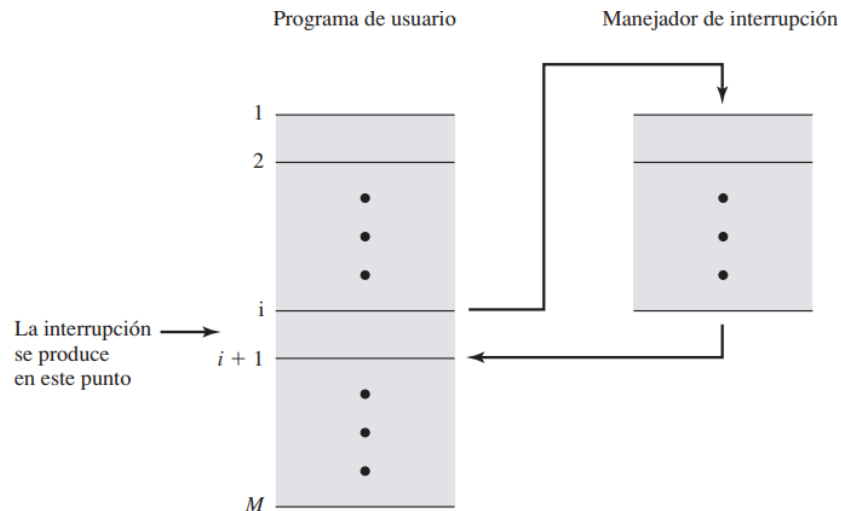 Programa de usuario
Manejador de interrupción
1
2
i
La interrupción
se produce
en este punto
i + 1
M